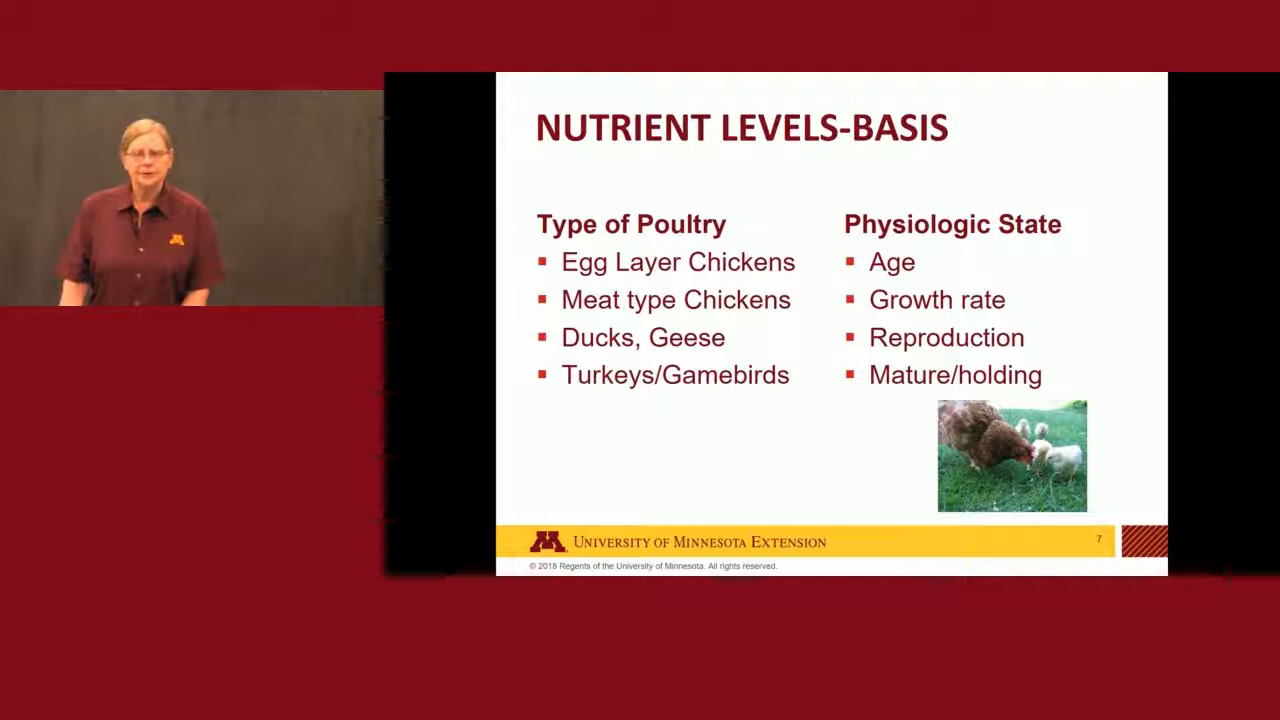 NUTRIENT LEVELS-BASIS
Type of Poultry
Egg Layer Chickens
Meat type Chickens
Ducks, Geese
Turkeys/Gamebirds
Physiologic State
Age
Growth rate
Reproduction
Mature/holding
M UNIVERSITY OF MINNESOTA EXTENSION
7
© 2018 Regents of the University of Minnesota. All rights reserved.